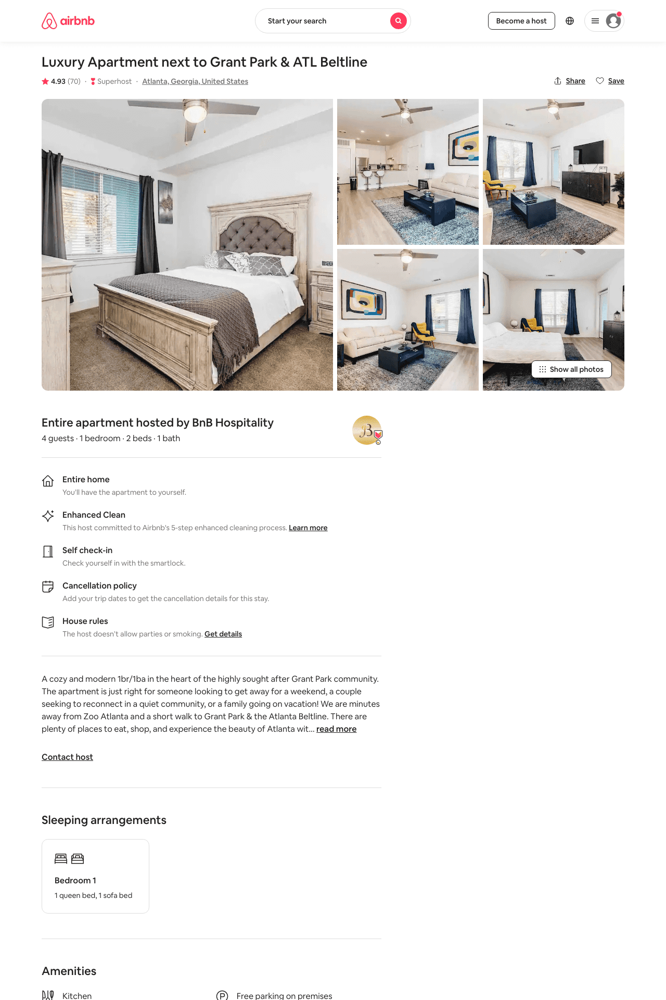 airbnb
Start your search
Become a host
Luxury Apartment next to Grant Park & ATL Beltline
4.93 (70) · Superhost · Atlanta, Georgia, United States
Share
Save
Show all photos
Entire apartment hosted by BnB Hospitality
4 guests · 1 bedroom · 2 beds · 1 bath
B
Entire home
You’ll have the apartment to yourself.
Enhanced Clean
This host committed to Airbnb's 5-step enhanced cleaning process. Learn more
Self check-in
Check yourself in with the smartlock.
Cancellation policy
Add your trip dates to get the cancellation details for this stay.
House rules
The host doesn’t allow parties or smoking. Get details
A cozy and modern 1br/1ba in the heart of the highly sought after Grant Park community.
The apartment is just right for someone looking to get away for a weekend, a couple
seeking to reconnect in a quiet community, or a family going on vacation! We are minutes
away from Zoo Atlanta and a short walk to Grant Park & the Atlanta Beltline. There are
plenty of places to eat, shop, and experience the beauty of Atlanta wit... read more
Contact host
Sleeping arrangements
Bedroom 1
1 queen bed, 1 sofa bed
Amenities
Kitchen
Free parking on premises